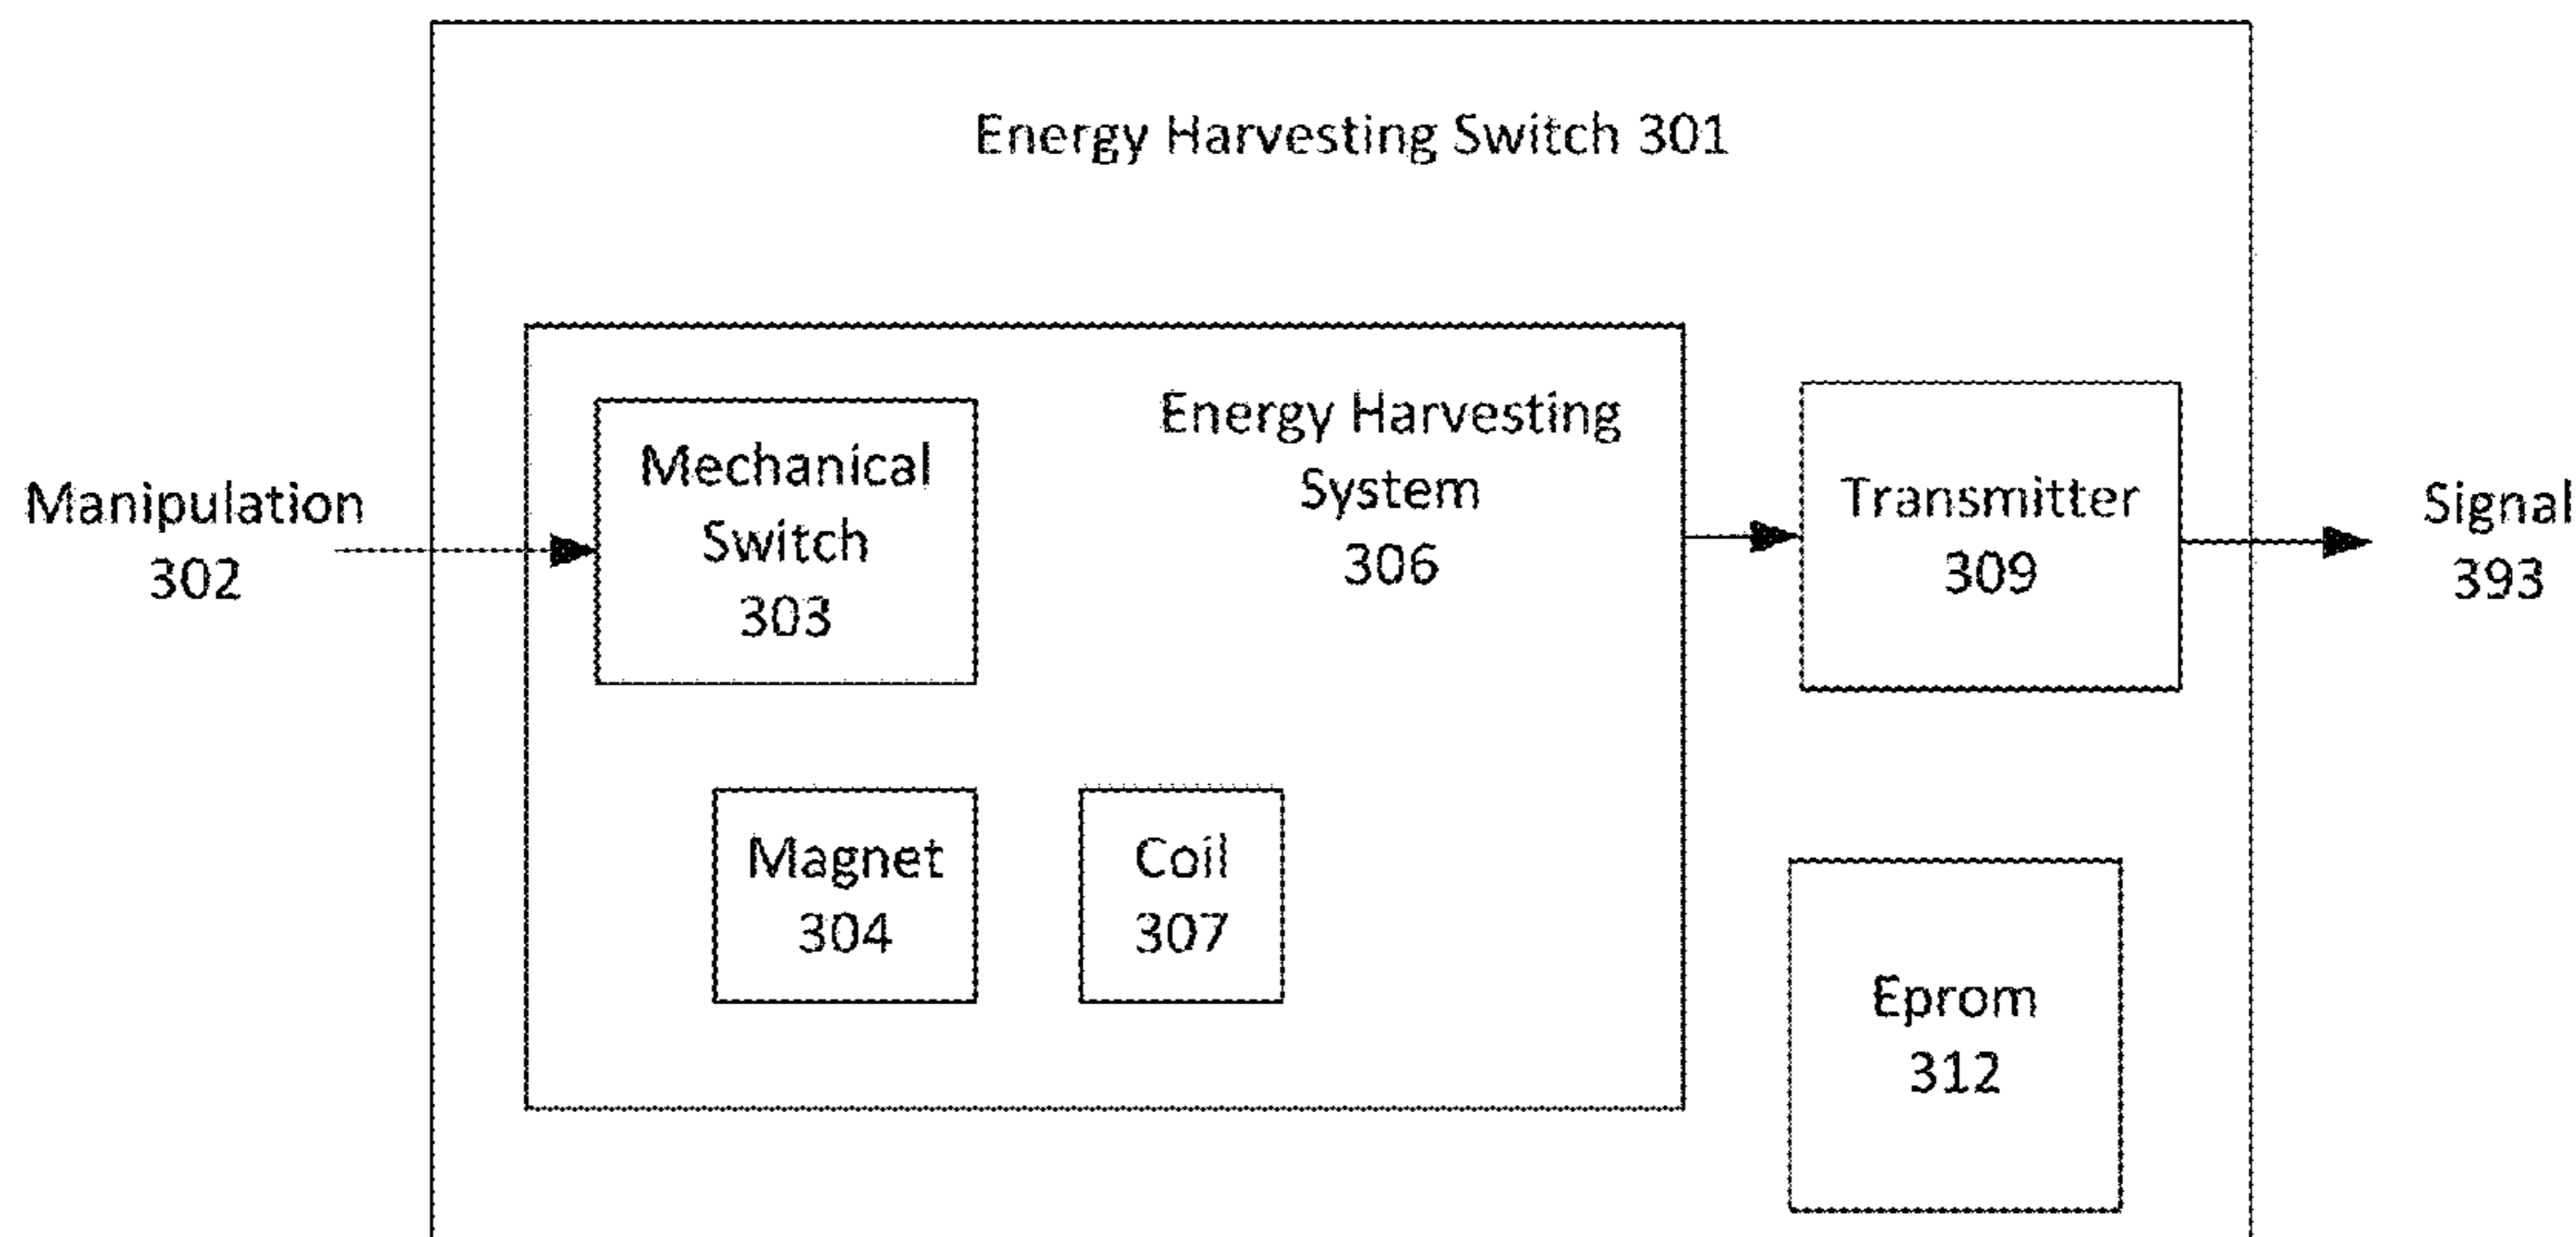 Energy Harvesting Switch 301
Manipulation
302
Mechanical
Switch
303
Energy Harvesting
System
306
Transmitter
309
Signal
393
Magnet
304
Coil
307
Eprom
312